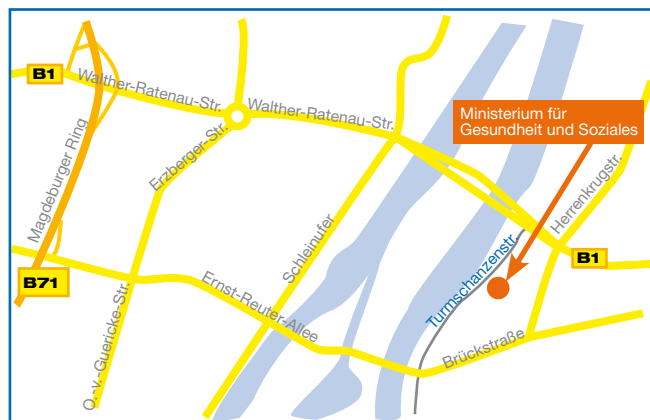 B1
Walther-Ratenau-Str.
Walther-Ratenau-Str.
Ministerium für
Gesundheit und Soziales
Magdeburger Ring
Erzberger-Str.
Herrenkrugstr.
Schleinufer
B1
B71
Turmschanzenstr.
O.-v.-Guericke-Str.
Ernst-Reuter-Allee
Brückstraße